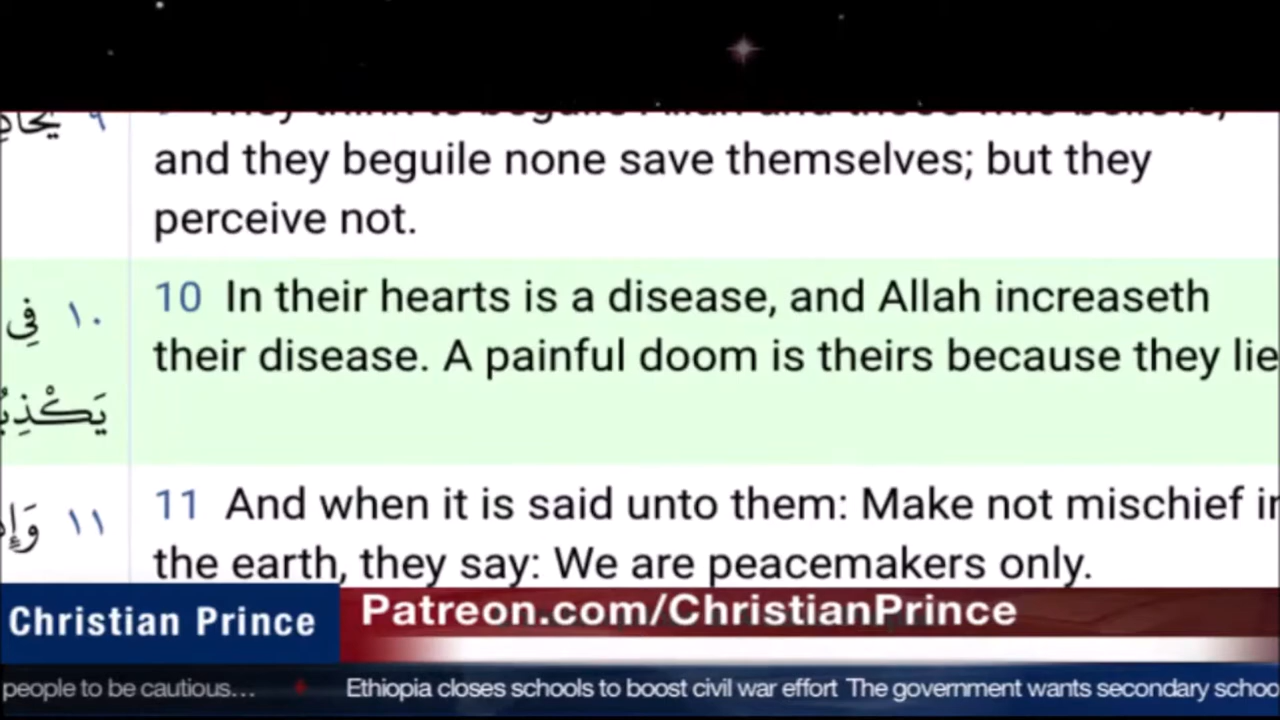 and they beguile none save themselves; but they
perceive not.
١٠ فِى
10 In their hearts is a disease, and Allah increaseth
their disease. A painful doom is theirs because they lie
١١
11 And when it is said unto them: Make not mischief in
the earth, they say: We are peacemakers only.
Christian Prince
Patreon.com/ChristianPrince
people to be cautious...
Ethiopia closes schools to boost civil war effort The government wants secondary schoo